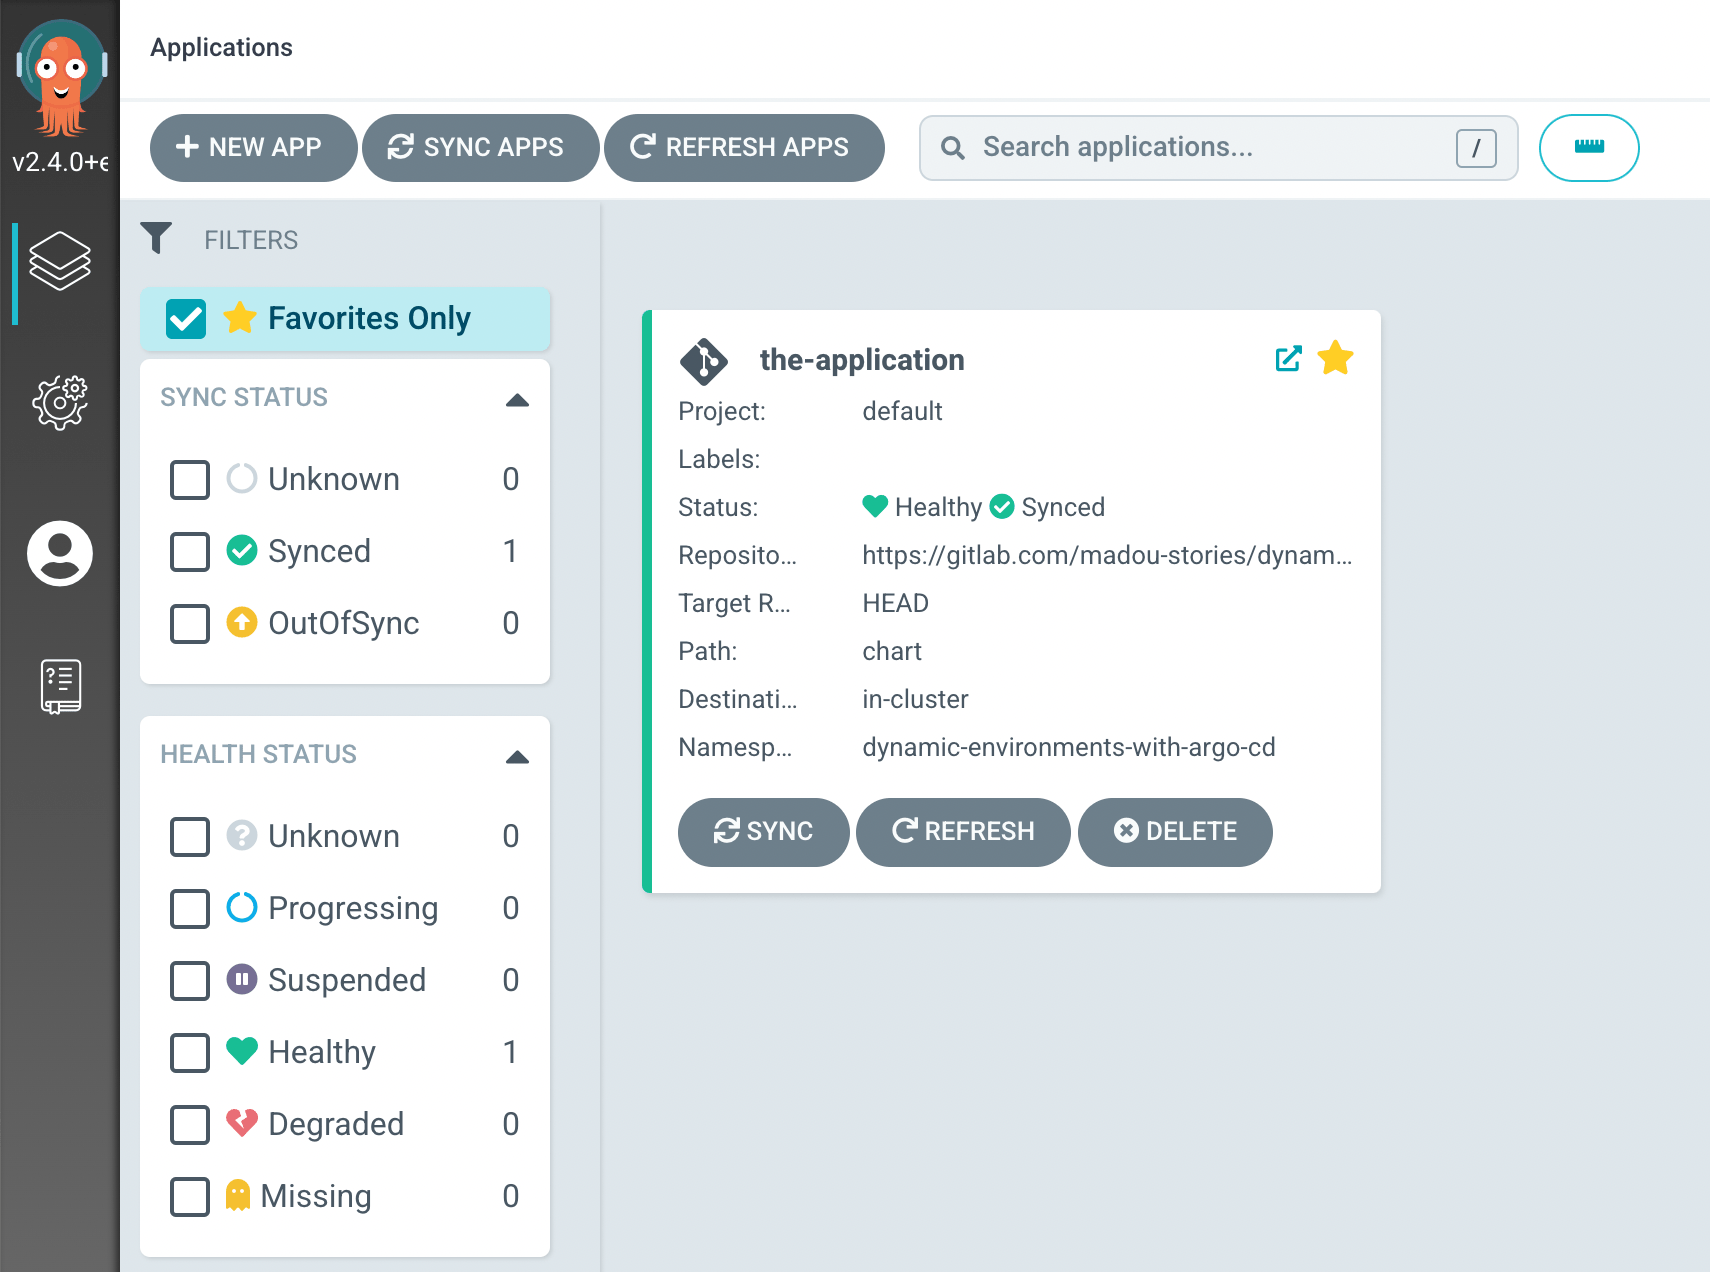 v2.4.0+e
Applications
NEW APP
SYNC APPS
REFRESH APPS
Search applications...
/
FILTERS
Favorites Only
SYNC STATUS
Unknown 0
Synced 1
OutOfSync 0
HEALTH STATUS
Unknown 0
Progressing 0
Suspended 0
Healthy 1
Degraded 0
Missing 0
the-application
Project: default
Labels:
Status: Healthy Synced
Reposito... https://gitlab.com/madou-stories/dynam...
Target R... HEAD
Path: chart
Destinati... in-cluster
Namesp... dynamic-environments-with-argo-cd
SYNC REFRESH DELETE